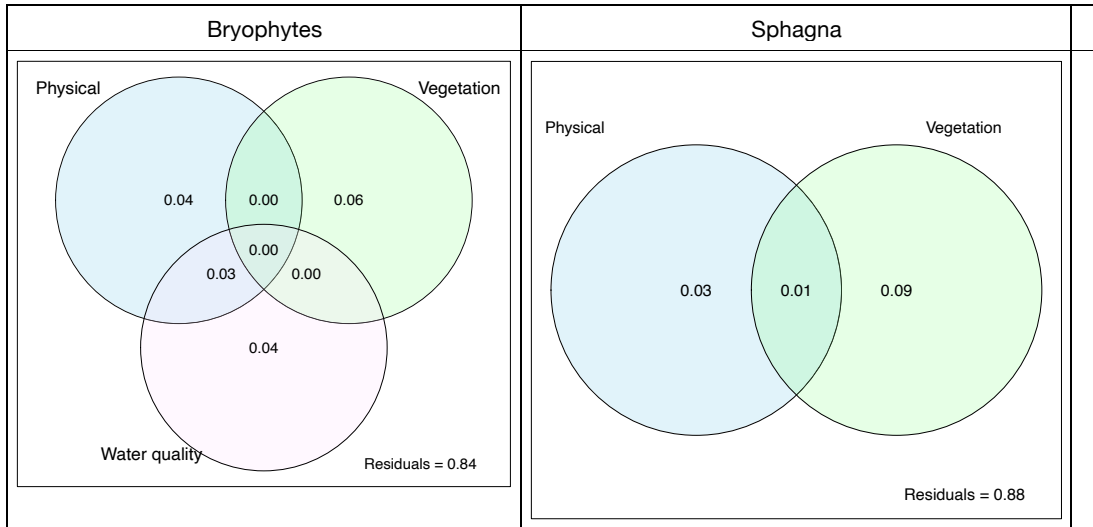 Bryophytes
Physical
Vegetation
0.04
0.00
0.06
0.00
0.03
0.00
0.04
Water quality
Residuals = 0.84
Sphagna
Physical
Vegetation
0.03
0.01
0.09
Residuals = 0.88